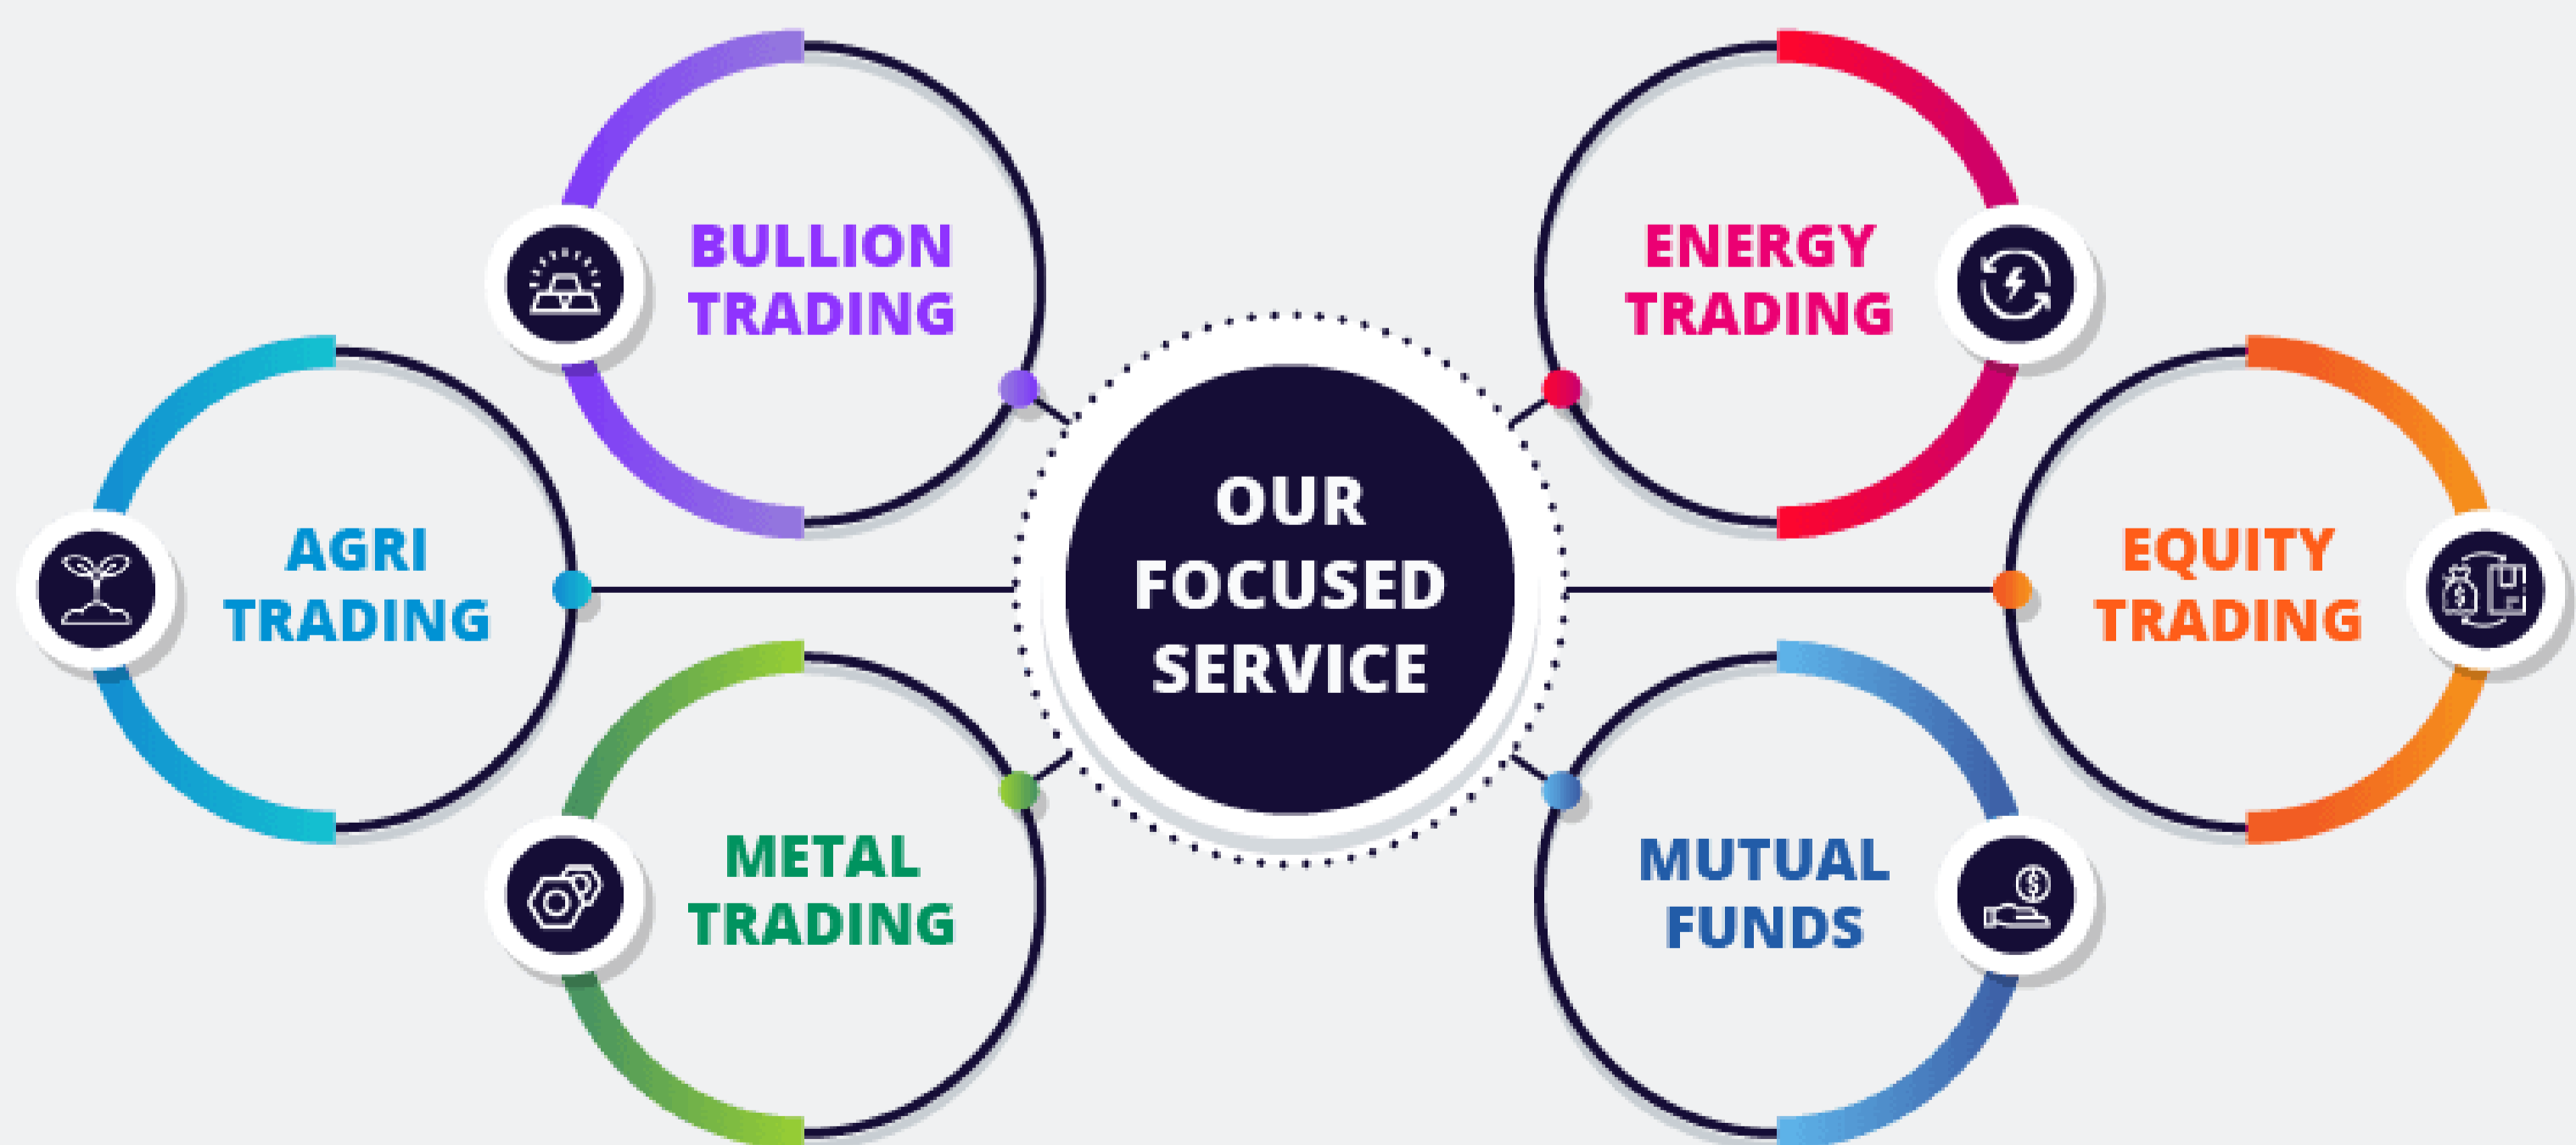 BULLION
TRADING
ENERGY
TRADING
AGRI
TRADING
OUR
FOCUSED
SERVICE
EQUITY
TRADING
METAL
TRADING
MUTUAL
FUNDS